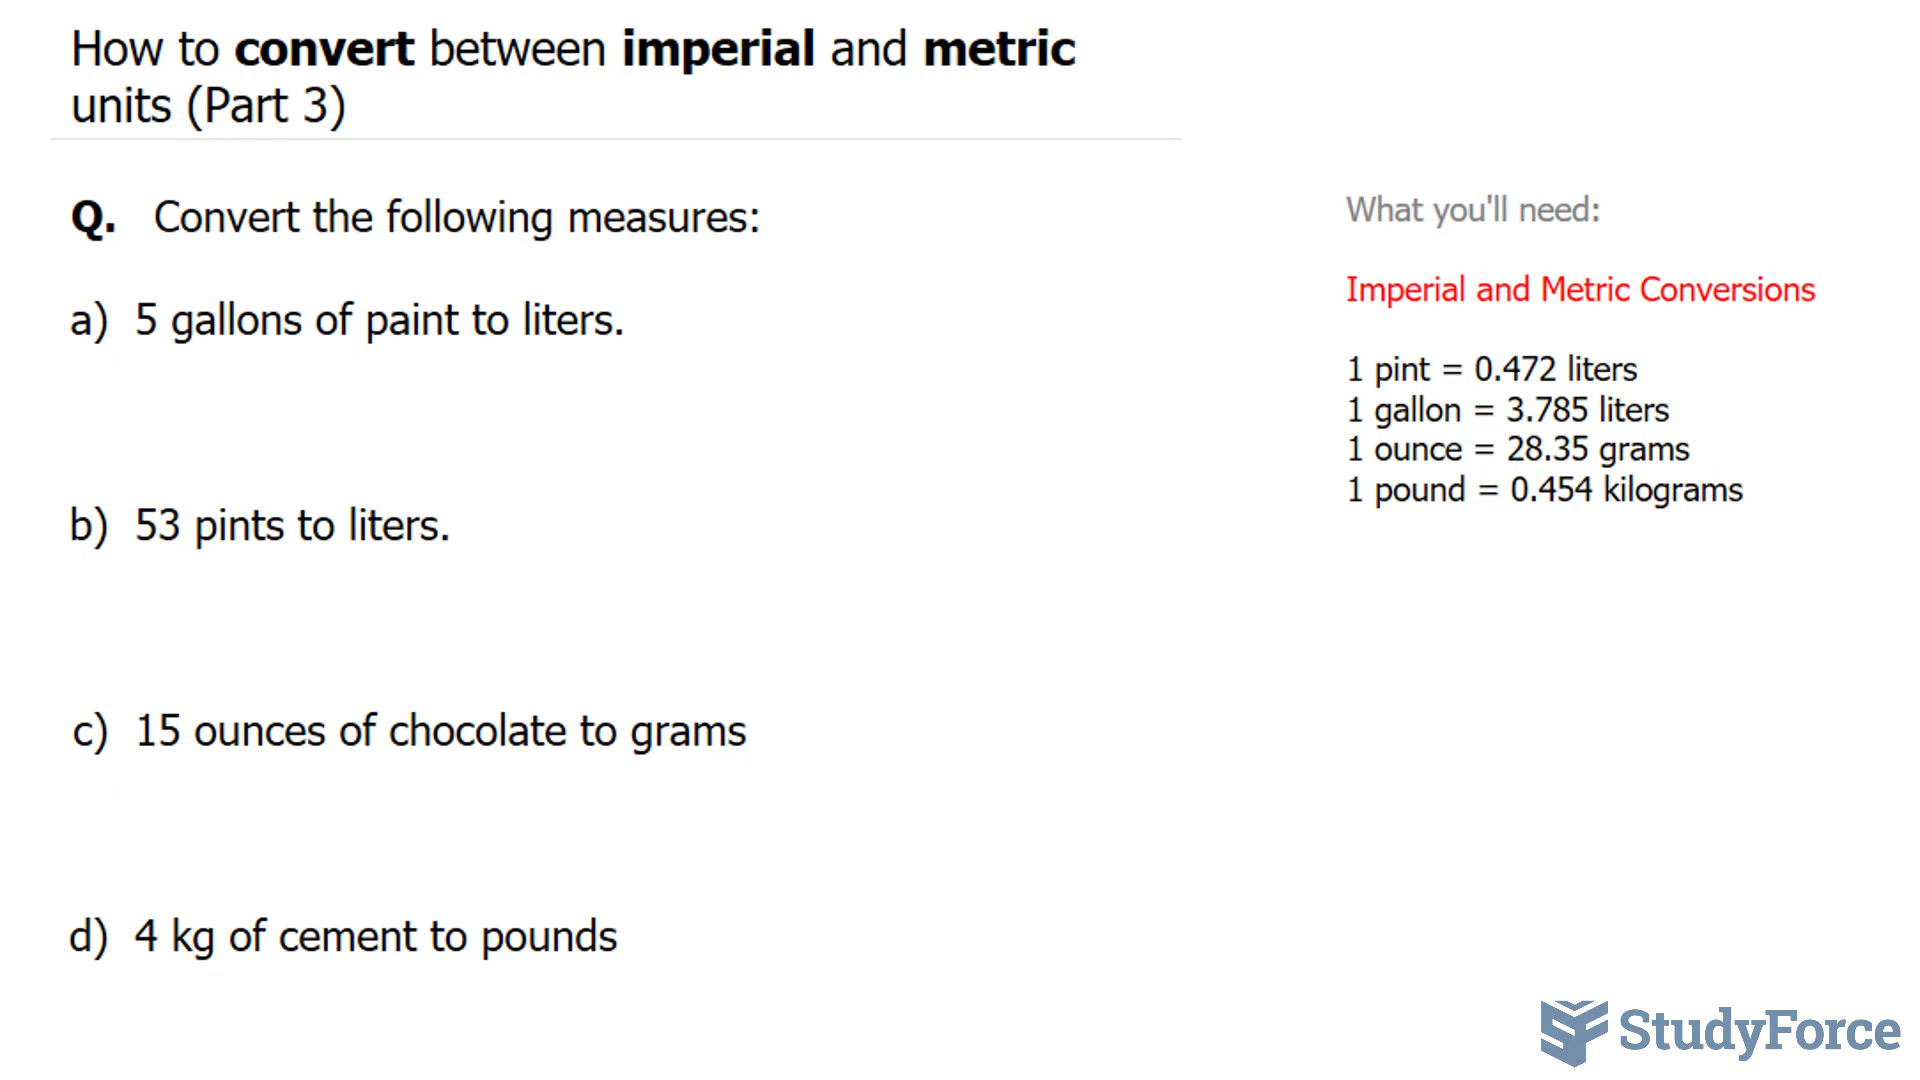 How to convert between imperial and metric
units (Part 3)
Q. Convert the following measures:
a) 5 gallons of paint to liters.
b) 53 pints to liters.
c) 15 ounces of chocolate to grams
d) 4 kg of cement to pounds
What you'll need:
Imperial and Metric Conversions
1 pint = 0.472 liters
1 gallon = 3.785 liters
1 ounce = 28.35 grams
1 pound = 0.454 kilograms
StudyForce